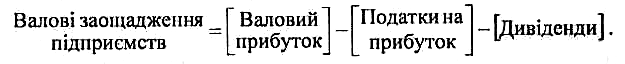 Валові заощадження підприємств = [Валовий прибуток] − [Податки на прибуток] − [Дивіденди].